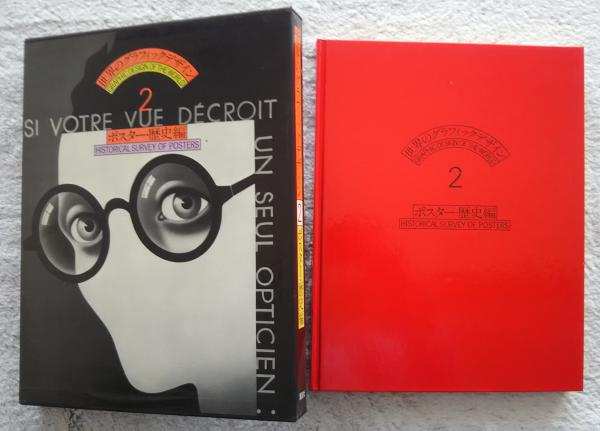 世界のグラフィックデザイン
GRAPHIC DESIGN OF THE WORLD
2
SI VOTRE VUE DÉCROIT
UN SEUL OPTICIEN:
ポスター・歴史編
HISTORICAL SURVEY OF POSTERS
2
世界のグラフィックデザイン
GRAPHIC DESIGN OF THE WORLD
2
ポスター・歴史編
HISTORICAL SURVEY OF POSTERS